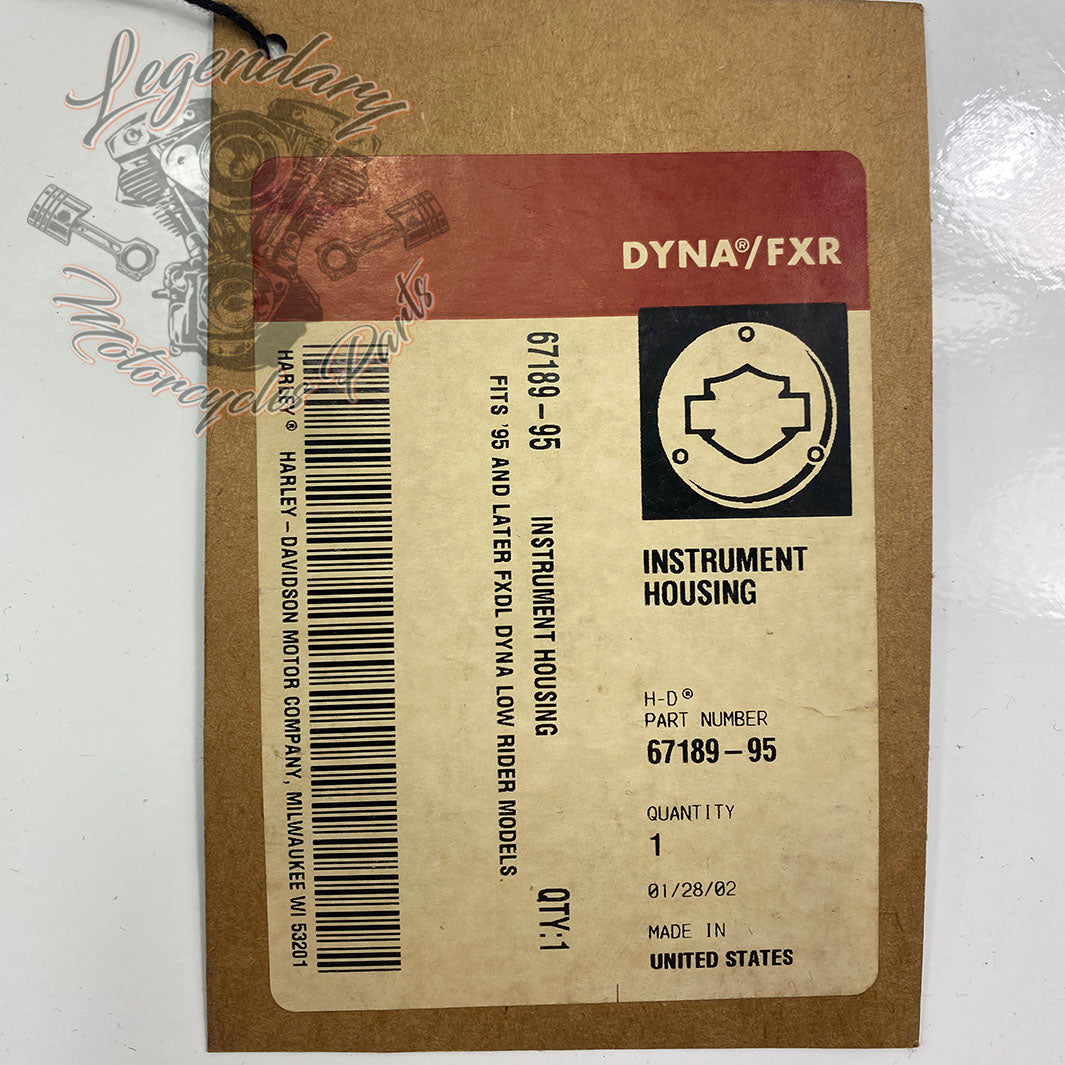 Legendary
Motorcycles Parts
DYNA®/FXR
INSTRUMENT
HOUSING
H-D®
PART NUMBER
67189-95
QUANTITY
1
01/28/02
MADE IN
UNITED STATES
67189-95 INSTRUMENT HOUSING QTY:1
FITS '95 AND LATER FXDL DYNA LOW RIDER MODELS.
HARLEY® HARLEY-DAVIDSON MOTOR COMPANY, MILWAUKEE WI 53201